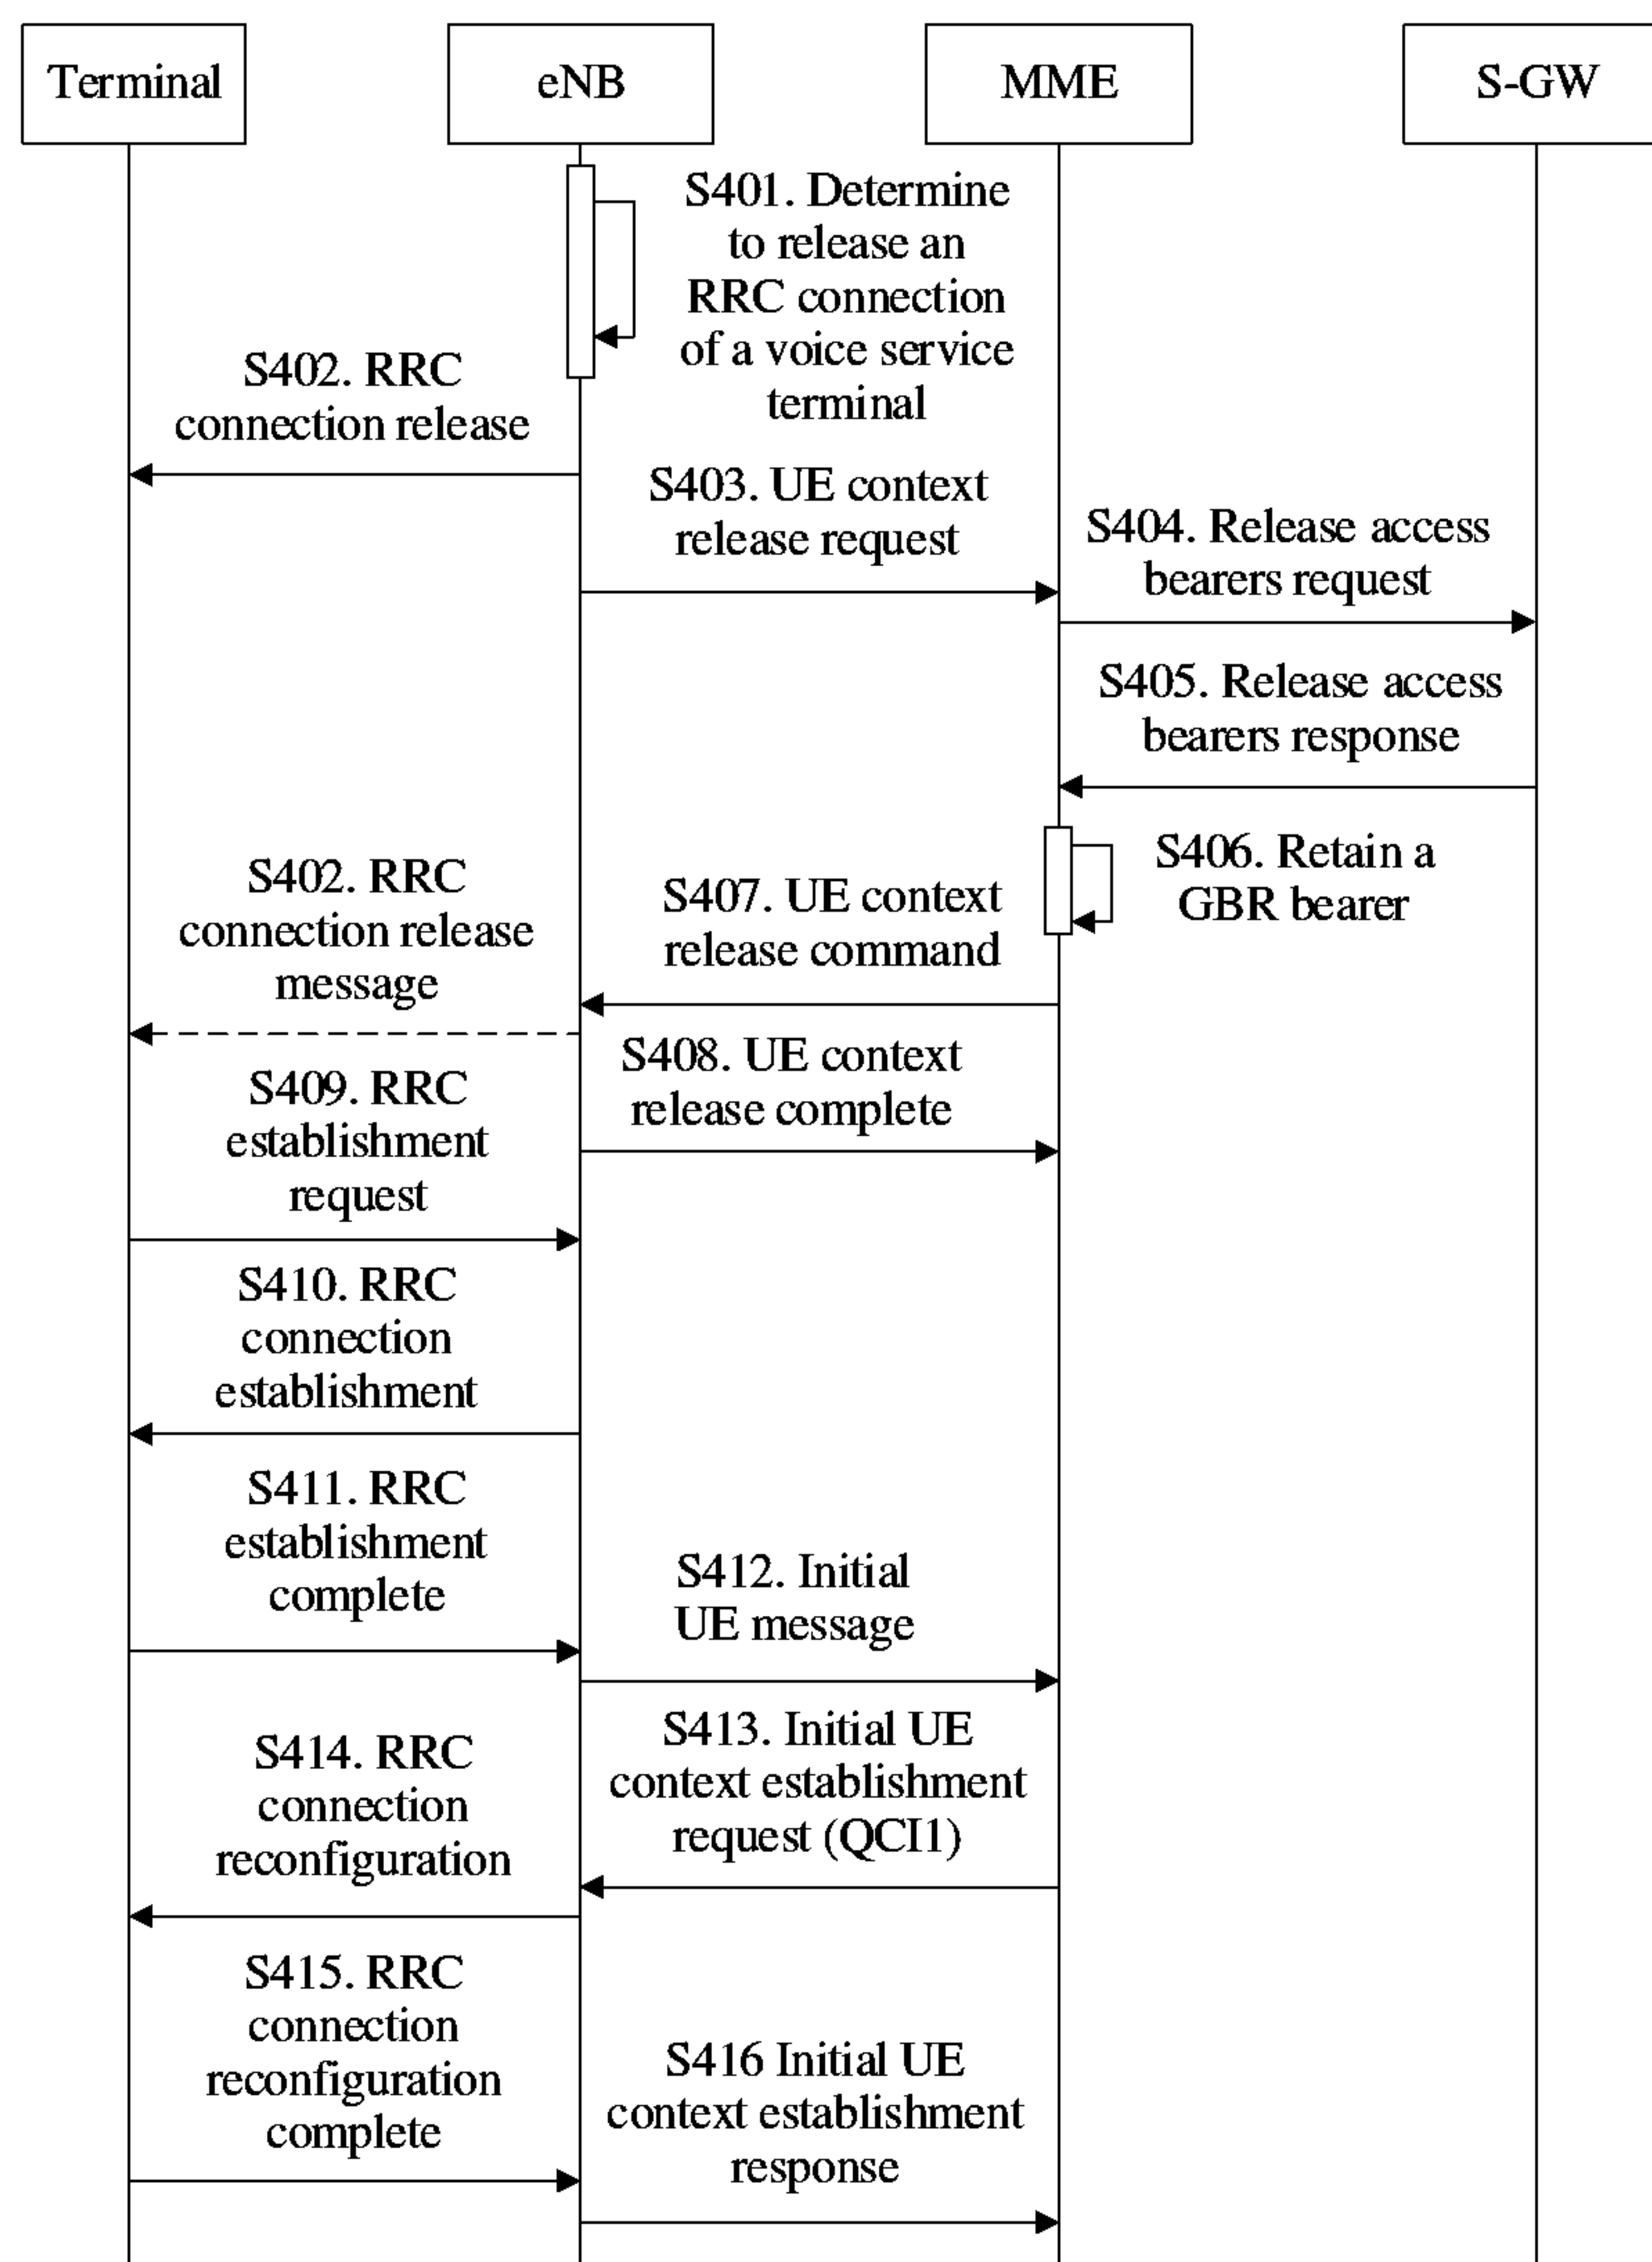 Terminal
eNB
MME
S-GW
S401. Determine
to release an
RRC connection
of a voice service
terminal
S402. RRC
connection release
S403. UE context
release request
S404. Release access
bearers request
S405. Release access
bearers response
S406. Retain a
GBR bearer
S402. RRC
connection release
message
S407. UE context
release command
S408. UE context
release complete
S409. RRC
establishment
request
S410. RRC
connection
establishment
S411. RRC
establishment
complete
S412. Initial
UE message
S413. Initial UE
context establishment
request (QCI1)
S414. RRC
connection
reconfiguration
S415. RRC
connection
reconfiguration
complete
S416 Initial UE
context establishment
response